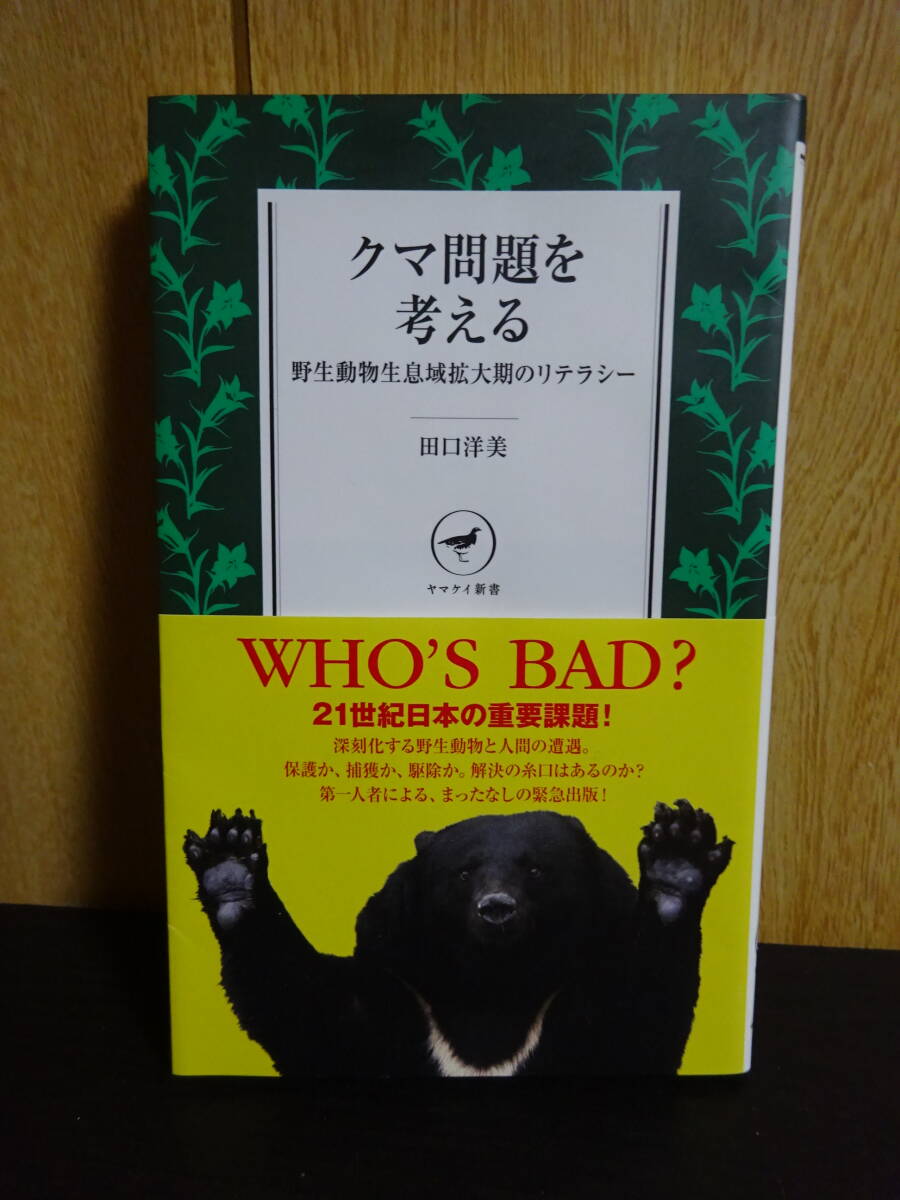 クマ問題を
考える
野生動物生息域拡大期のリテラシー
田口洋美
ヤマケイ新書
WHO'S BAD?
21世紀日本の重要課題!
深刻化する野生動物と人間の遭遇。
保護か、捕獲か、駆除か。解決の糸口はあるのか?
第一人者による、まったなしの緊急出版!